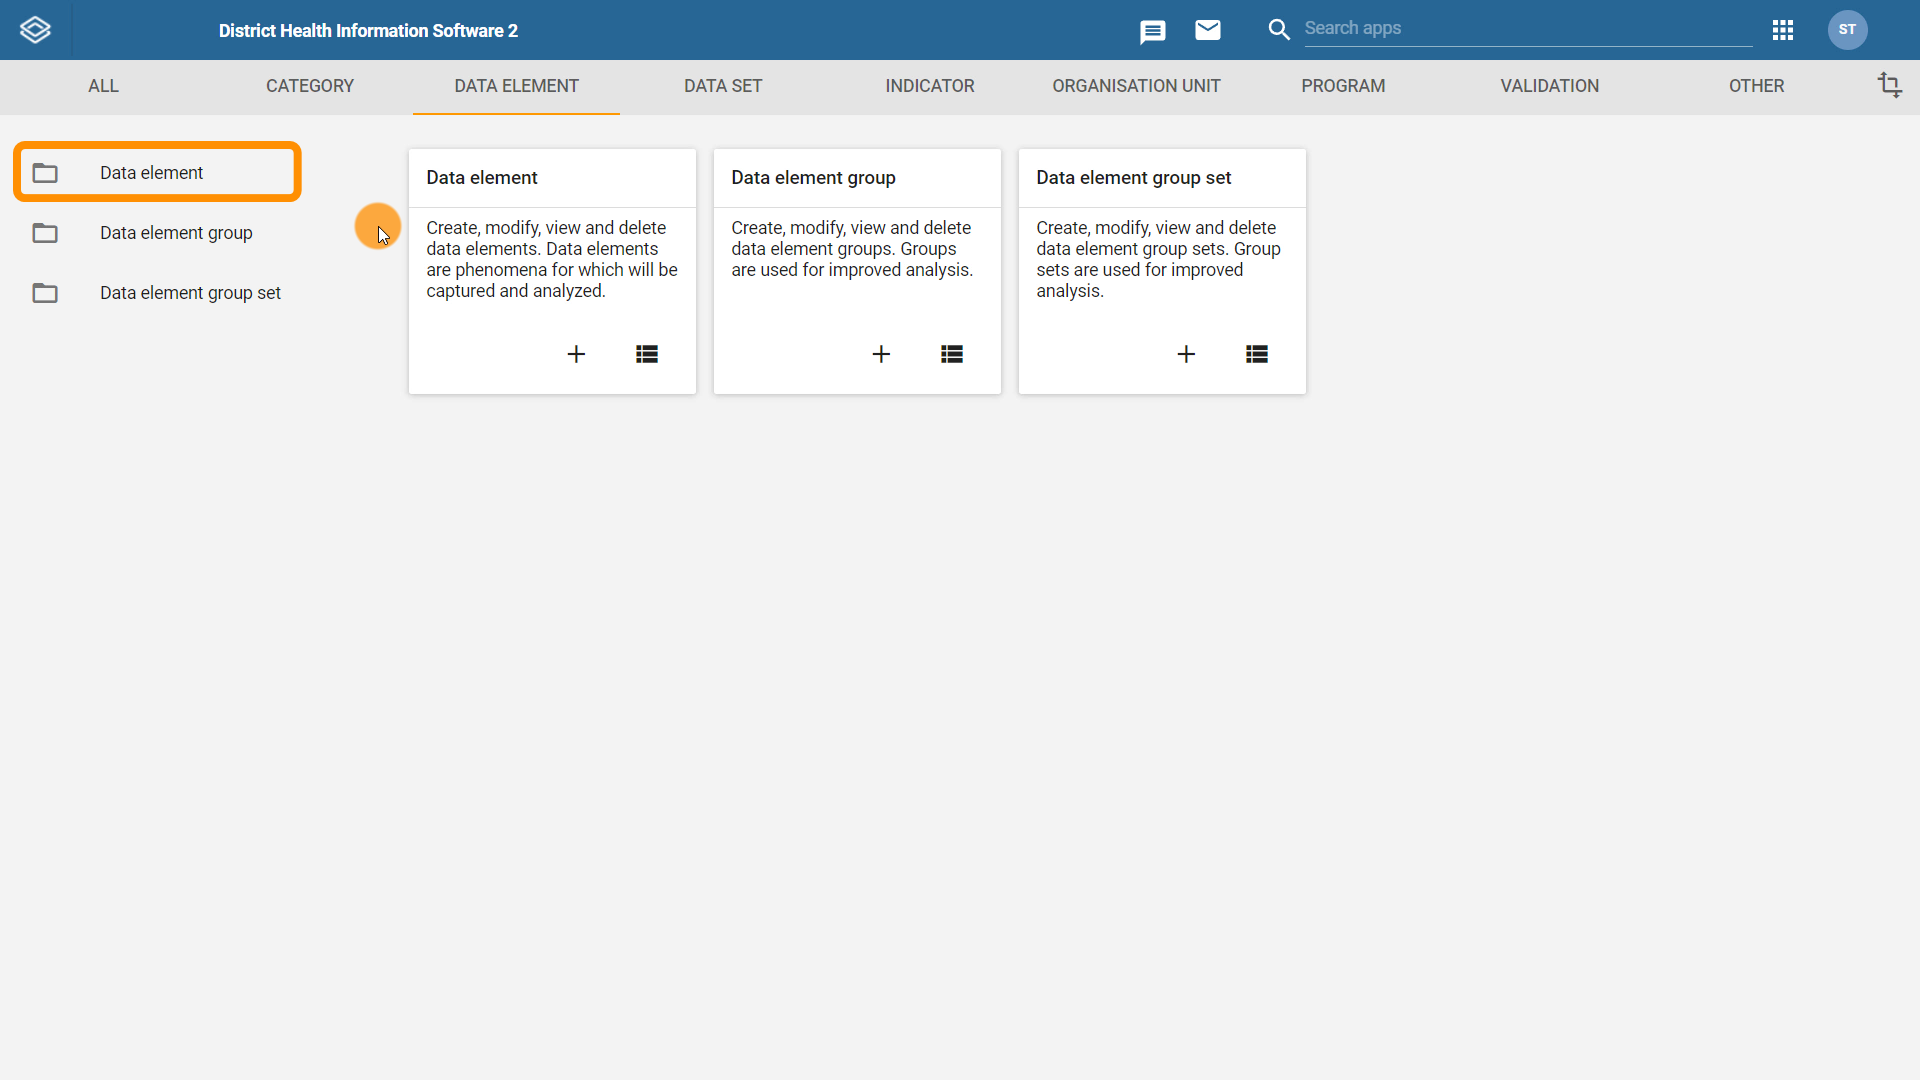 District Health Information Software 2
Search apps
ST
ALL
CATEGORY
DATA ELEMENT
DATA SET
INDICATOR
ORGANISATION UNIT
PROGRAM
VALIDATION
OTHER
Data element
Data element group
Data element group set
Data element
Create, modify, view and delete
data elements. Data elements
are phenomena for which will be
captured and analyzed.
Data element group
Create, modify, view and delete
data element groups. Groups
are used for improved analysis.
Data element group set
Create, modify, view and delete
data element group sets. Group
sets are used for improved
analysis.